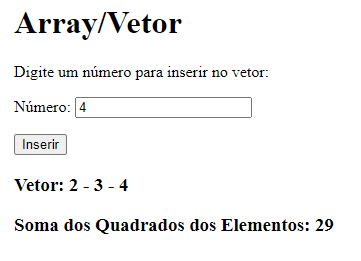 Array/Vetor
Digite um número para inserir no vetor:
Número: 4
Inserir
Vetor: 2 - 3 - 4
Soma dos Quadrados dos Elementos: 29